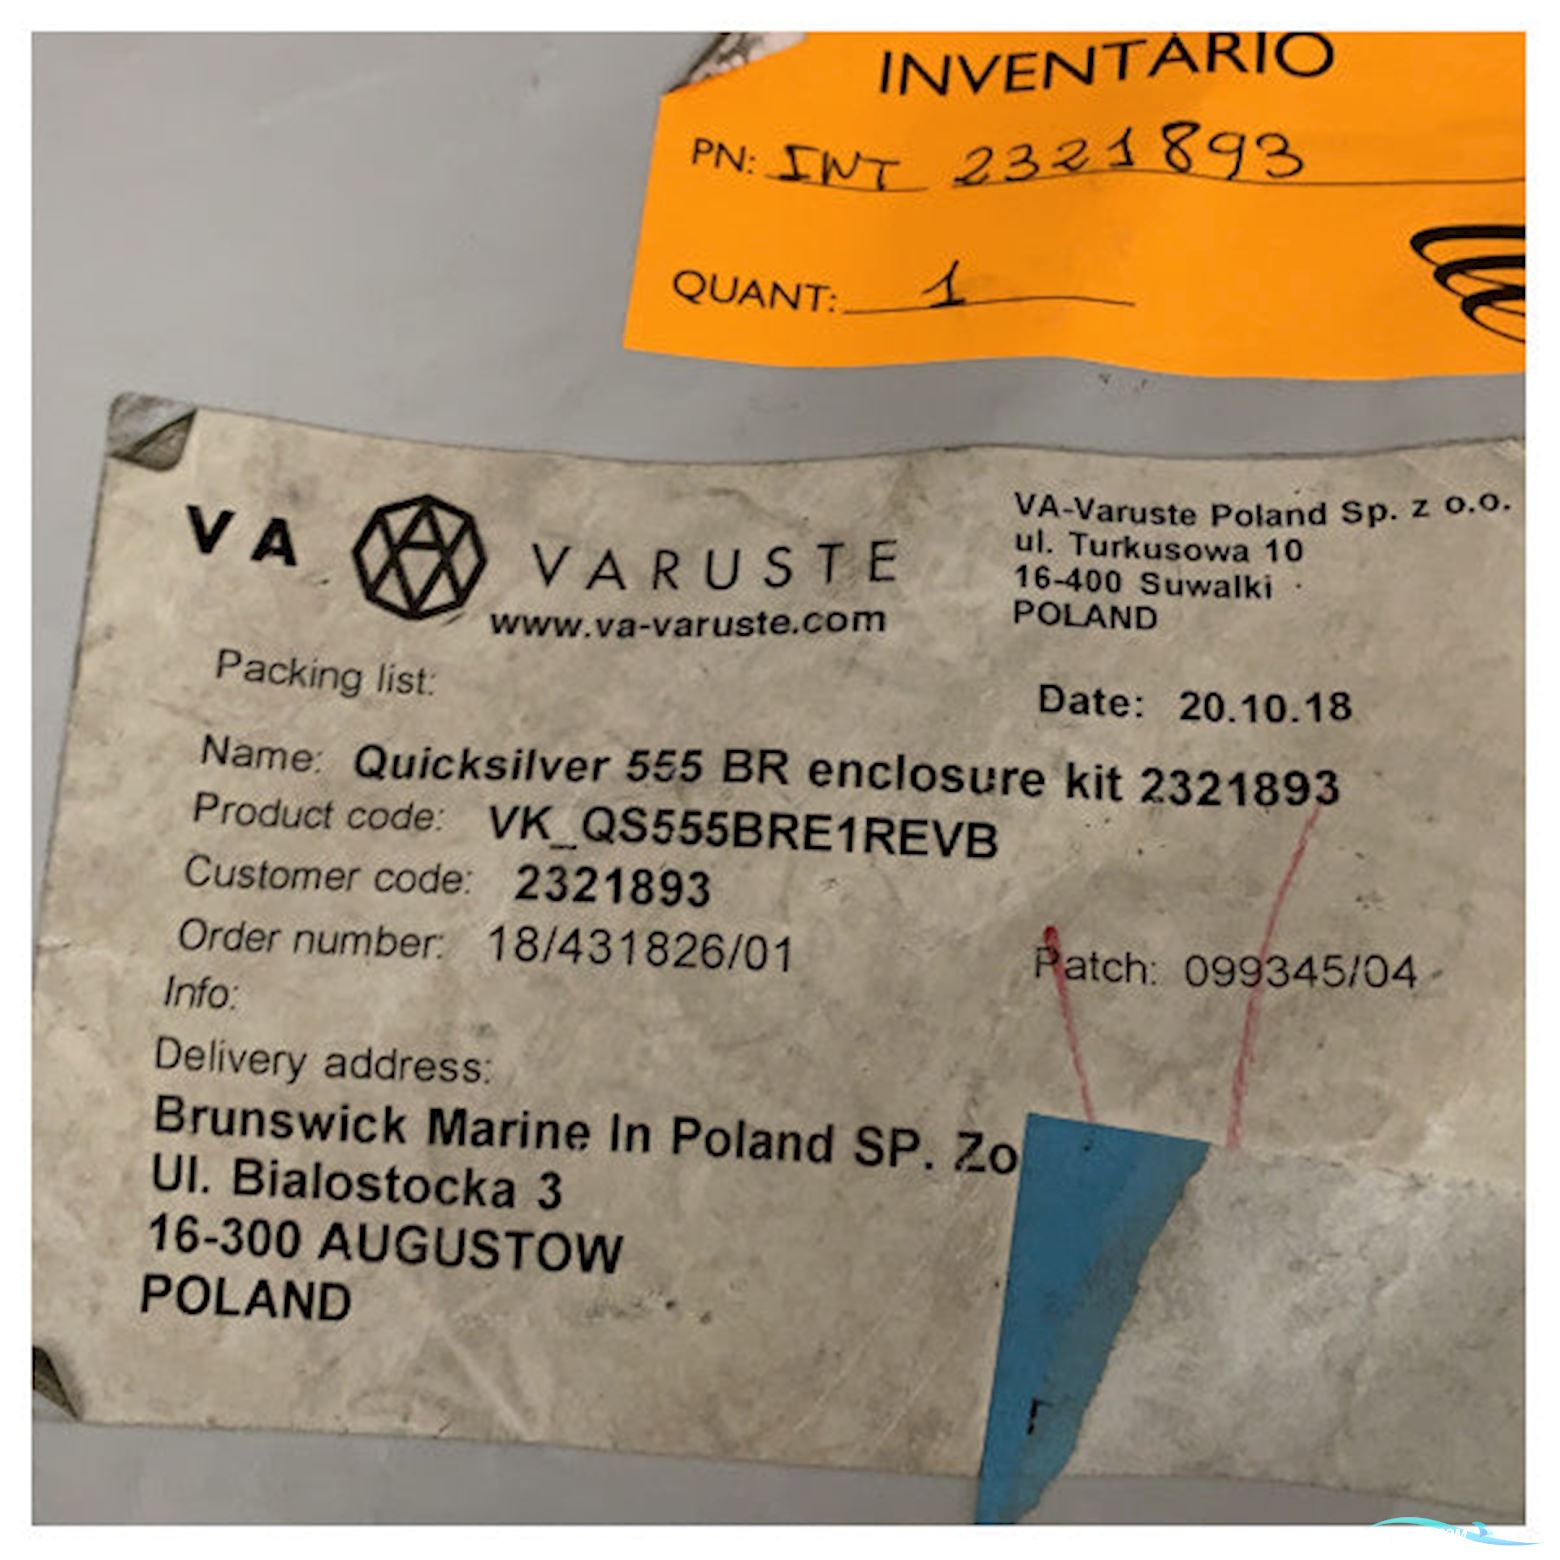 INVENTÁRIO
PN: INT 2321893
QUANT: 1
VA VARUSTE
www.va-varuste.com
VA-Varuste Poland Sp. z o.o.
ul. Turkusowa 10
16-400 Suwalki
POLAND
Packing list:
Date: 20.10.18
Name: Quicksilver 555 BR enclosure kit 2321893
Product code: VK_QS555BRE1REVB
Customer code: 2321893
Order number: 18/431826/01
Patch: 099345/04
Info:
Delivery address:
Brunswick Marine In Poland SP. Zo
Ul. Bialostocka 3
16-300 AUGUSTOW
POLAND